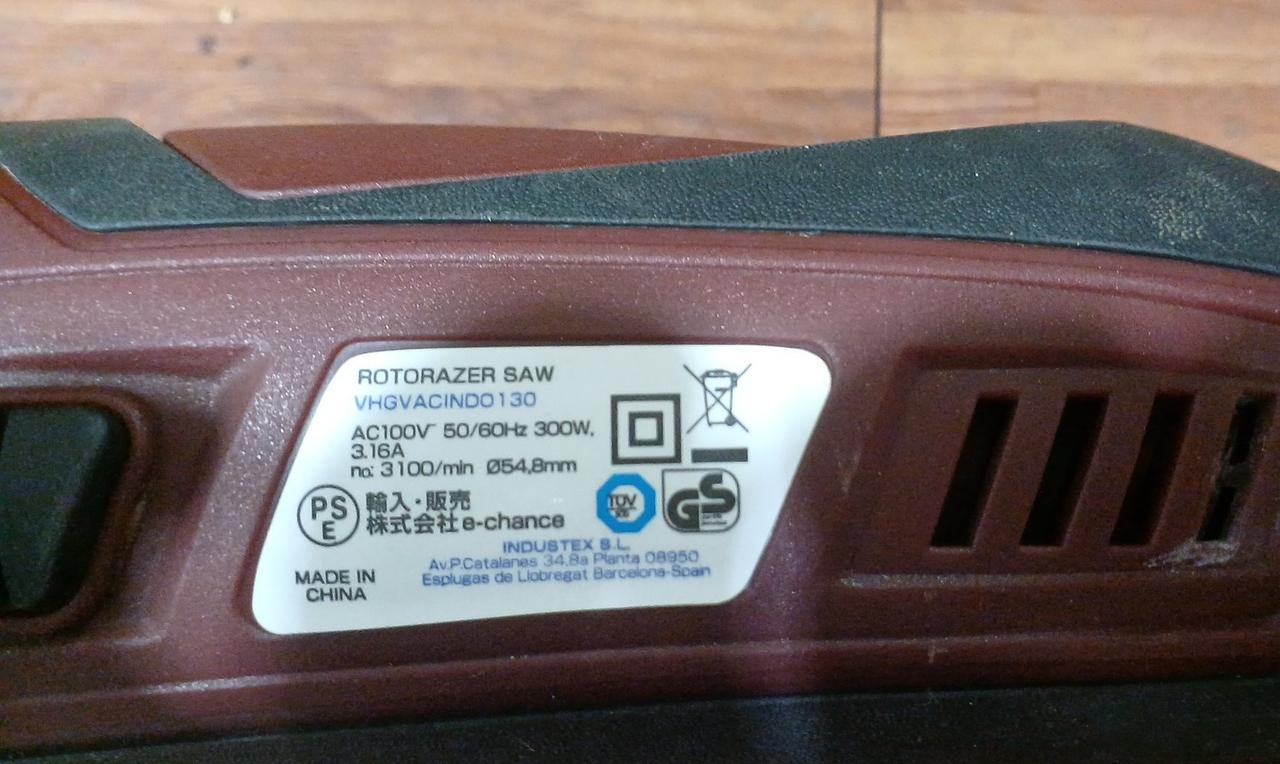 ROTORAZER SAW
VHGVACIND0130
AC100V~ 50/60Hz 300W,
3.16A
no: 3100/min Ø54,8mm
PS
E
輸入・販売
株式会社e-chance
TÜV
GS
INDUSTEX S.L.
Av.P.Catalanes 34,8a Planta 08950
Esplugas de Llobregat Barcelona-Spain
MADE IN
CHINA